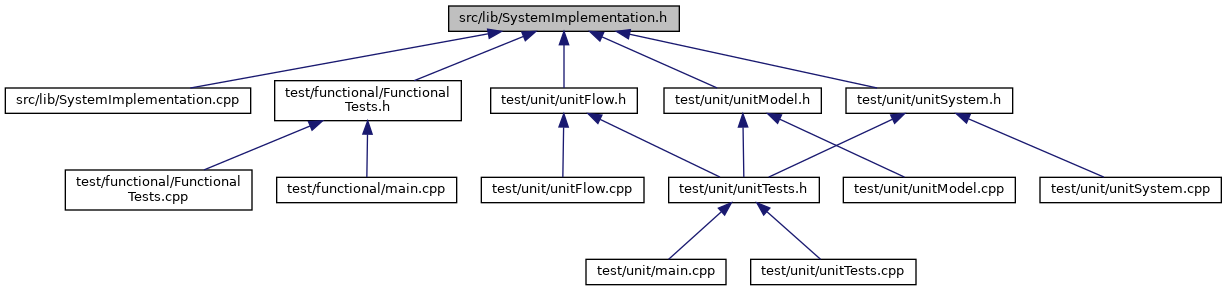 src/lib/SystemImplementation.h
src/lib/SystemImplementation.cpp
test/functional/Functional
Tests.h
test/unit/unitFlow.h
test/unit/unitModel.h
test/unit/unitSystem.h
test/functional/Functional
Tests.cpp
test/functional/main.cpp
test/unit/unitFlow.cpp
test/unit/unitTests.h
test/unit/unitModel.cpp
test/unit/unitSystem.cpp
test/unit/main.cpp
test/unit/unitTests.cpp